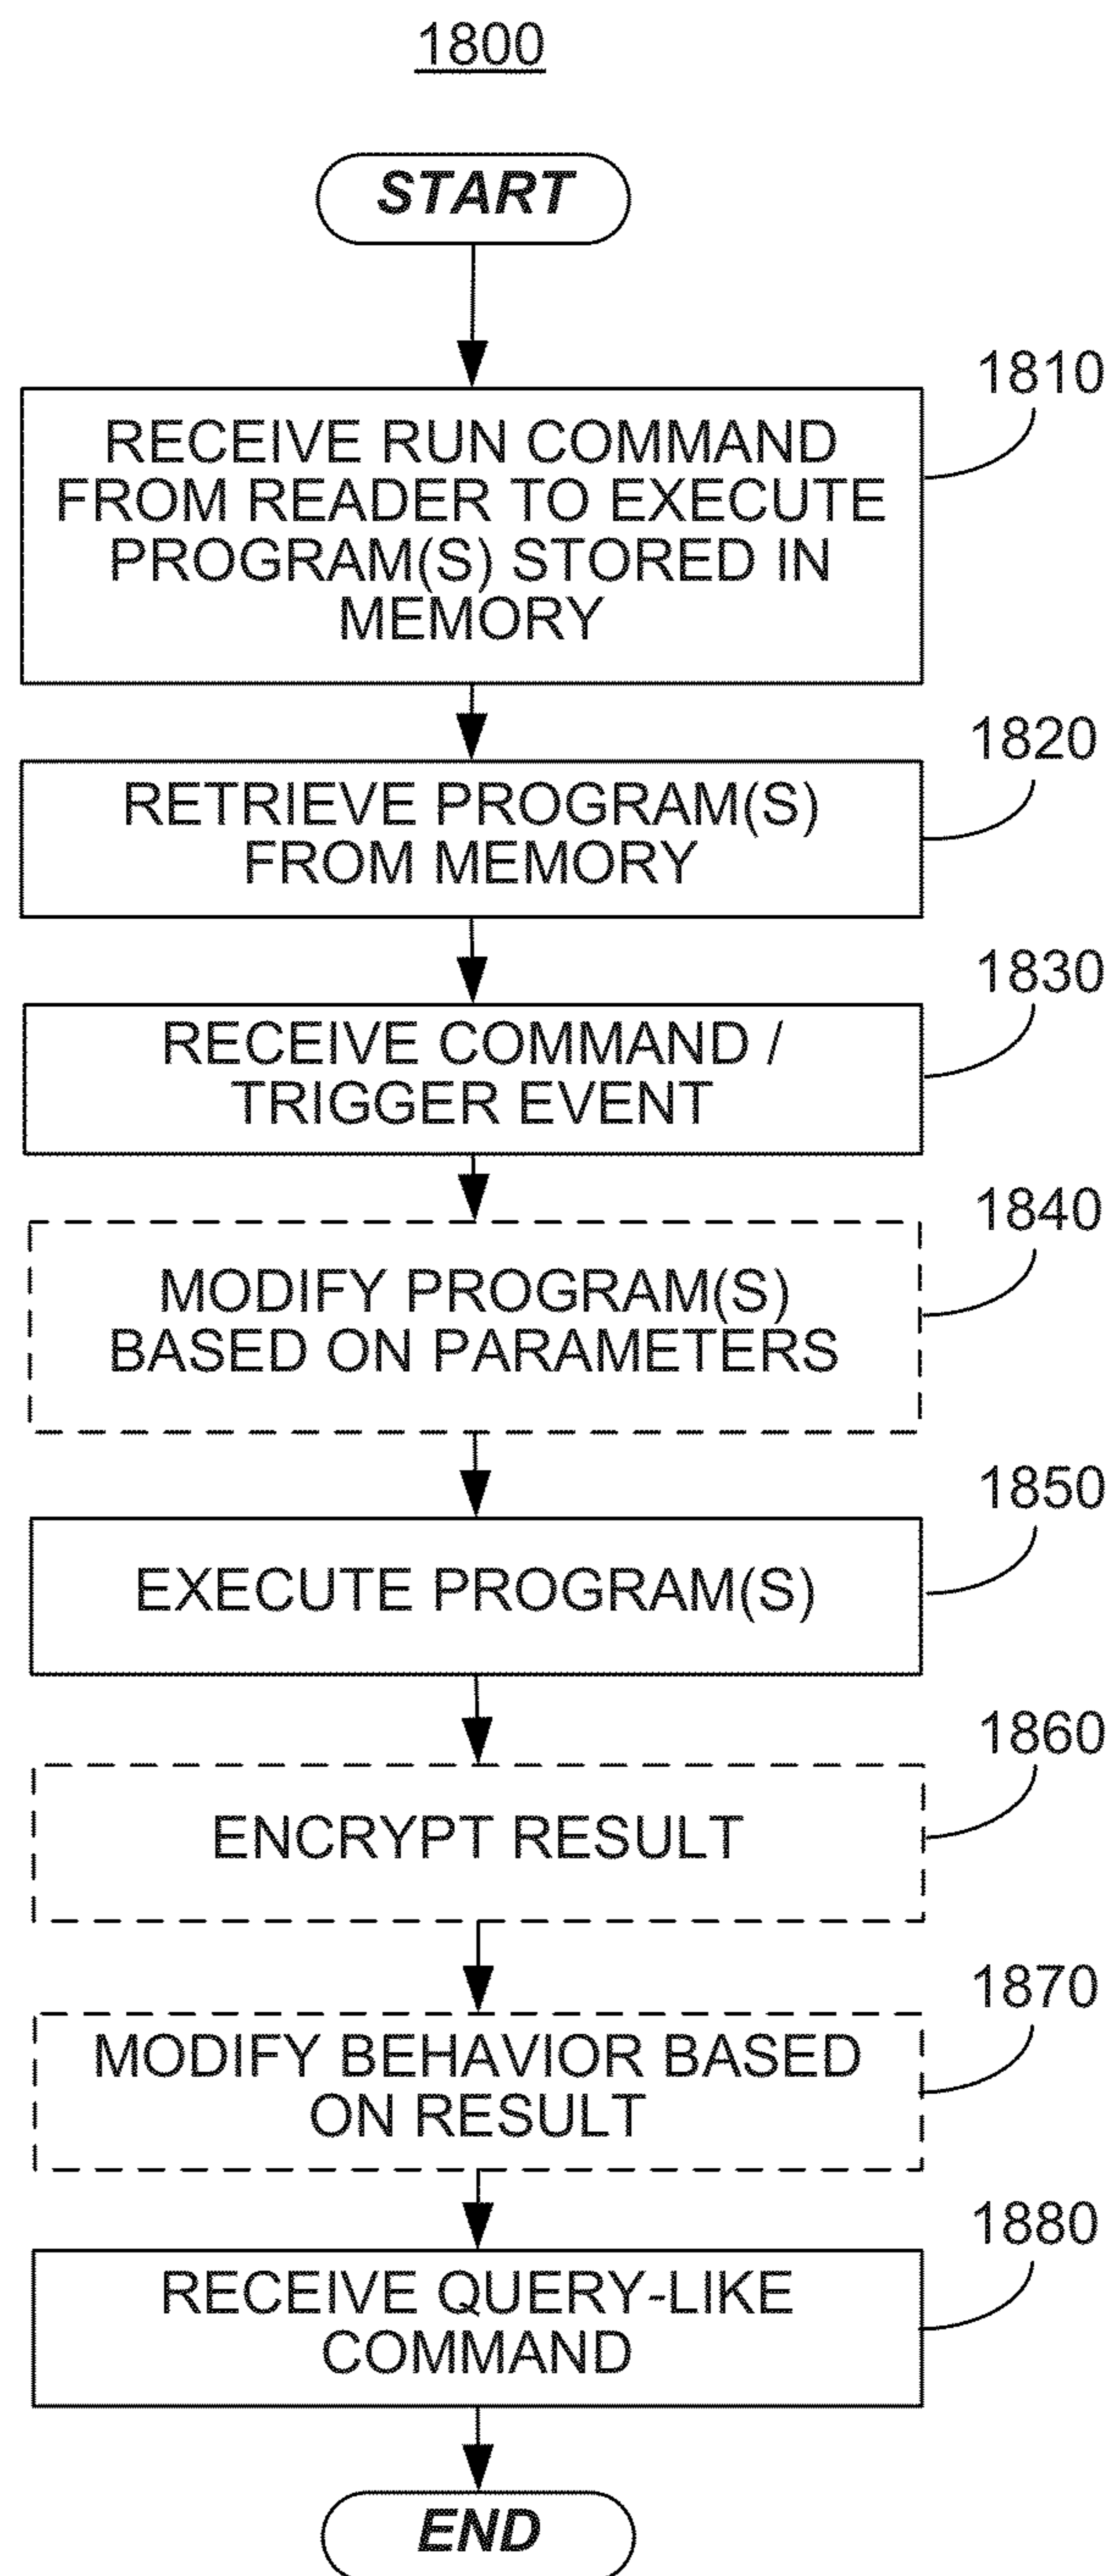 1800
START
1810
RECEIVE RUN COMMAND
FROM READER TO EXECUTE
PROGRAM(S) STORED IN
MEMORY
1820
RETRIEVE PROGRAM(S)
FROM MEMORY
1830
RECEIVE COMMAND /
TRIGGER EVENT
1840
MODIFY PROGRAM(S)
BASED ON PARAMETERS
1850
EXECUTE PROGRAM(S)
1860
ENCRYPT RESULT
1870
MODIFY BEHAVIOR BASED
ON RESULT
1880
RECEIVE QUERY-LIKE
COMMAND
END